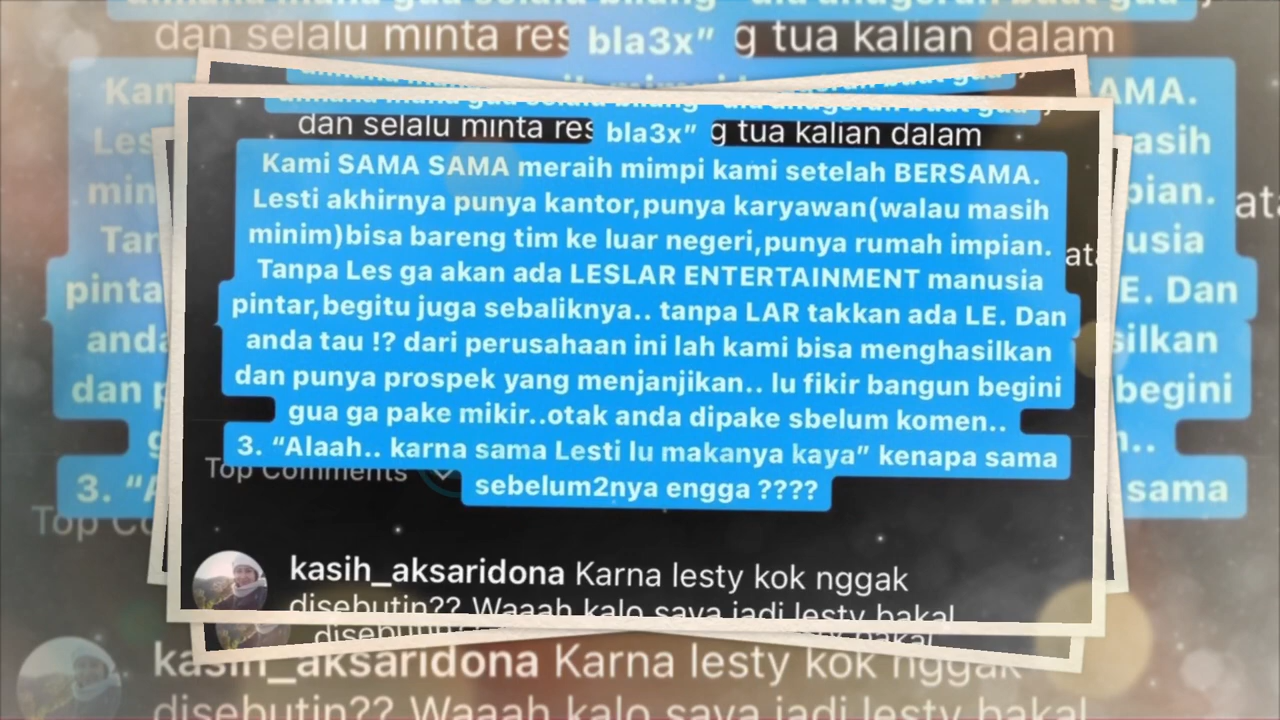 dan selalu minta res bla3x” g tua kalian dalam
Kami SAMA SAMA meraih mimpi kami setelah BERSAMA.
Lesti akhirnya punya kantor,punya karyawan(walau masih
minim)bisa bareng tim ke luar negeri,punya rumah impian.
Tanpa Les ga akan ada LESLAR ENTERTAINMENT manusia
pintar,begitu juga sebaliknya.. tanpa LAR takkan ada LE. Dan
anda tau !? dari perusahaan ini lah kami bisa menghasilkan
dan punya prospek yang menjanjikan.. lu fikir bangun begini
gua ga pake mikir..otak anda dipake sbelum komen..
3. “Alaah.. karna sama Lesti lu makanya kaya” kenapa sama
sebelum2nya engga ????
Top Comments
kasih_aksaridona Karna lesty kok nggak
disebutin?? Waaah kalo saya jadi lesty bakal